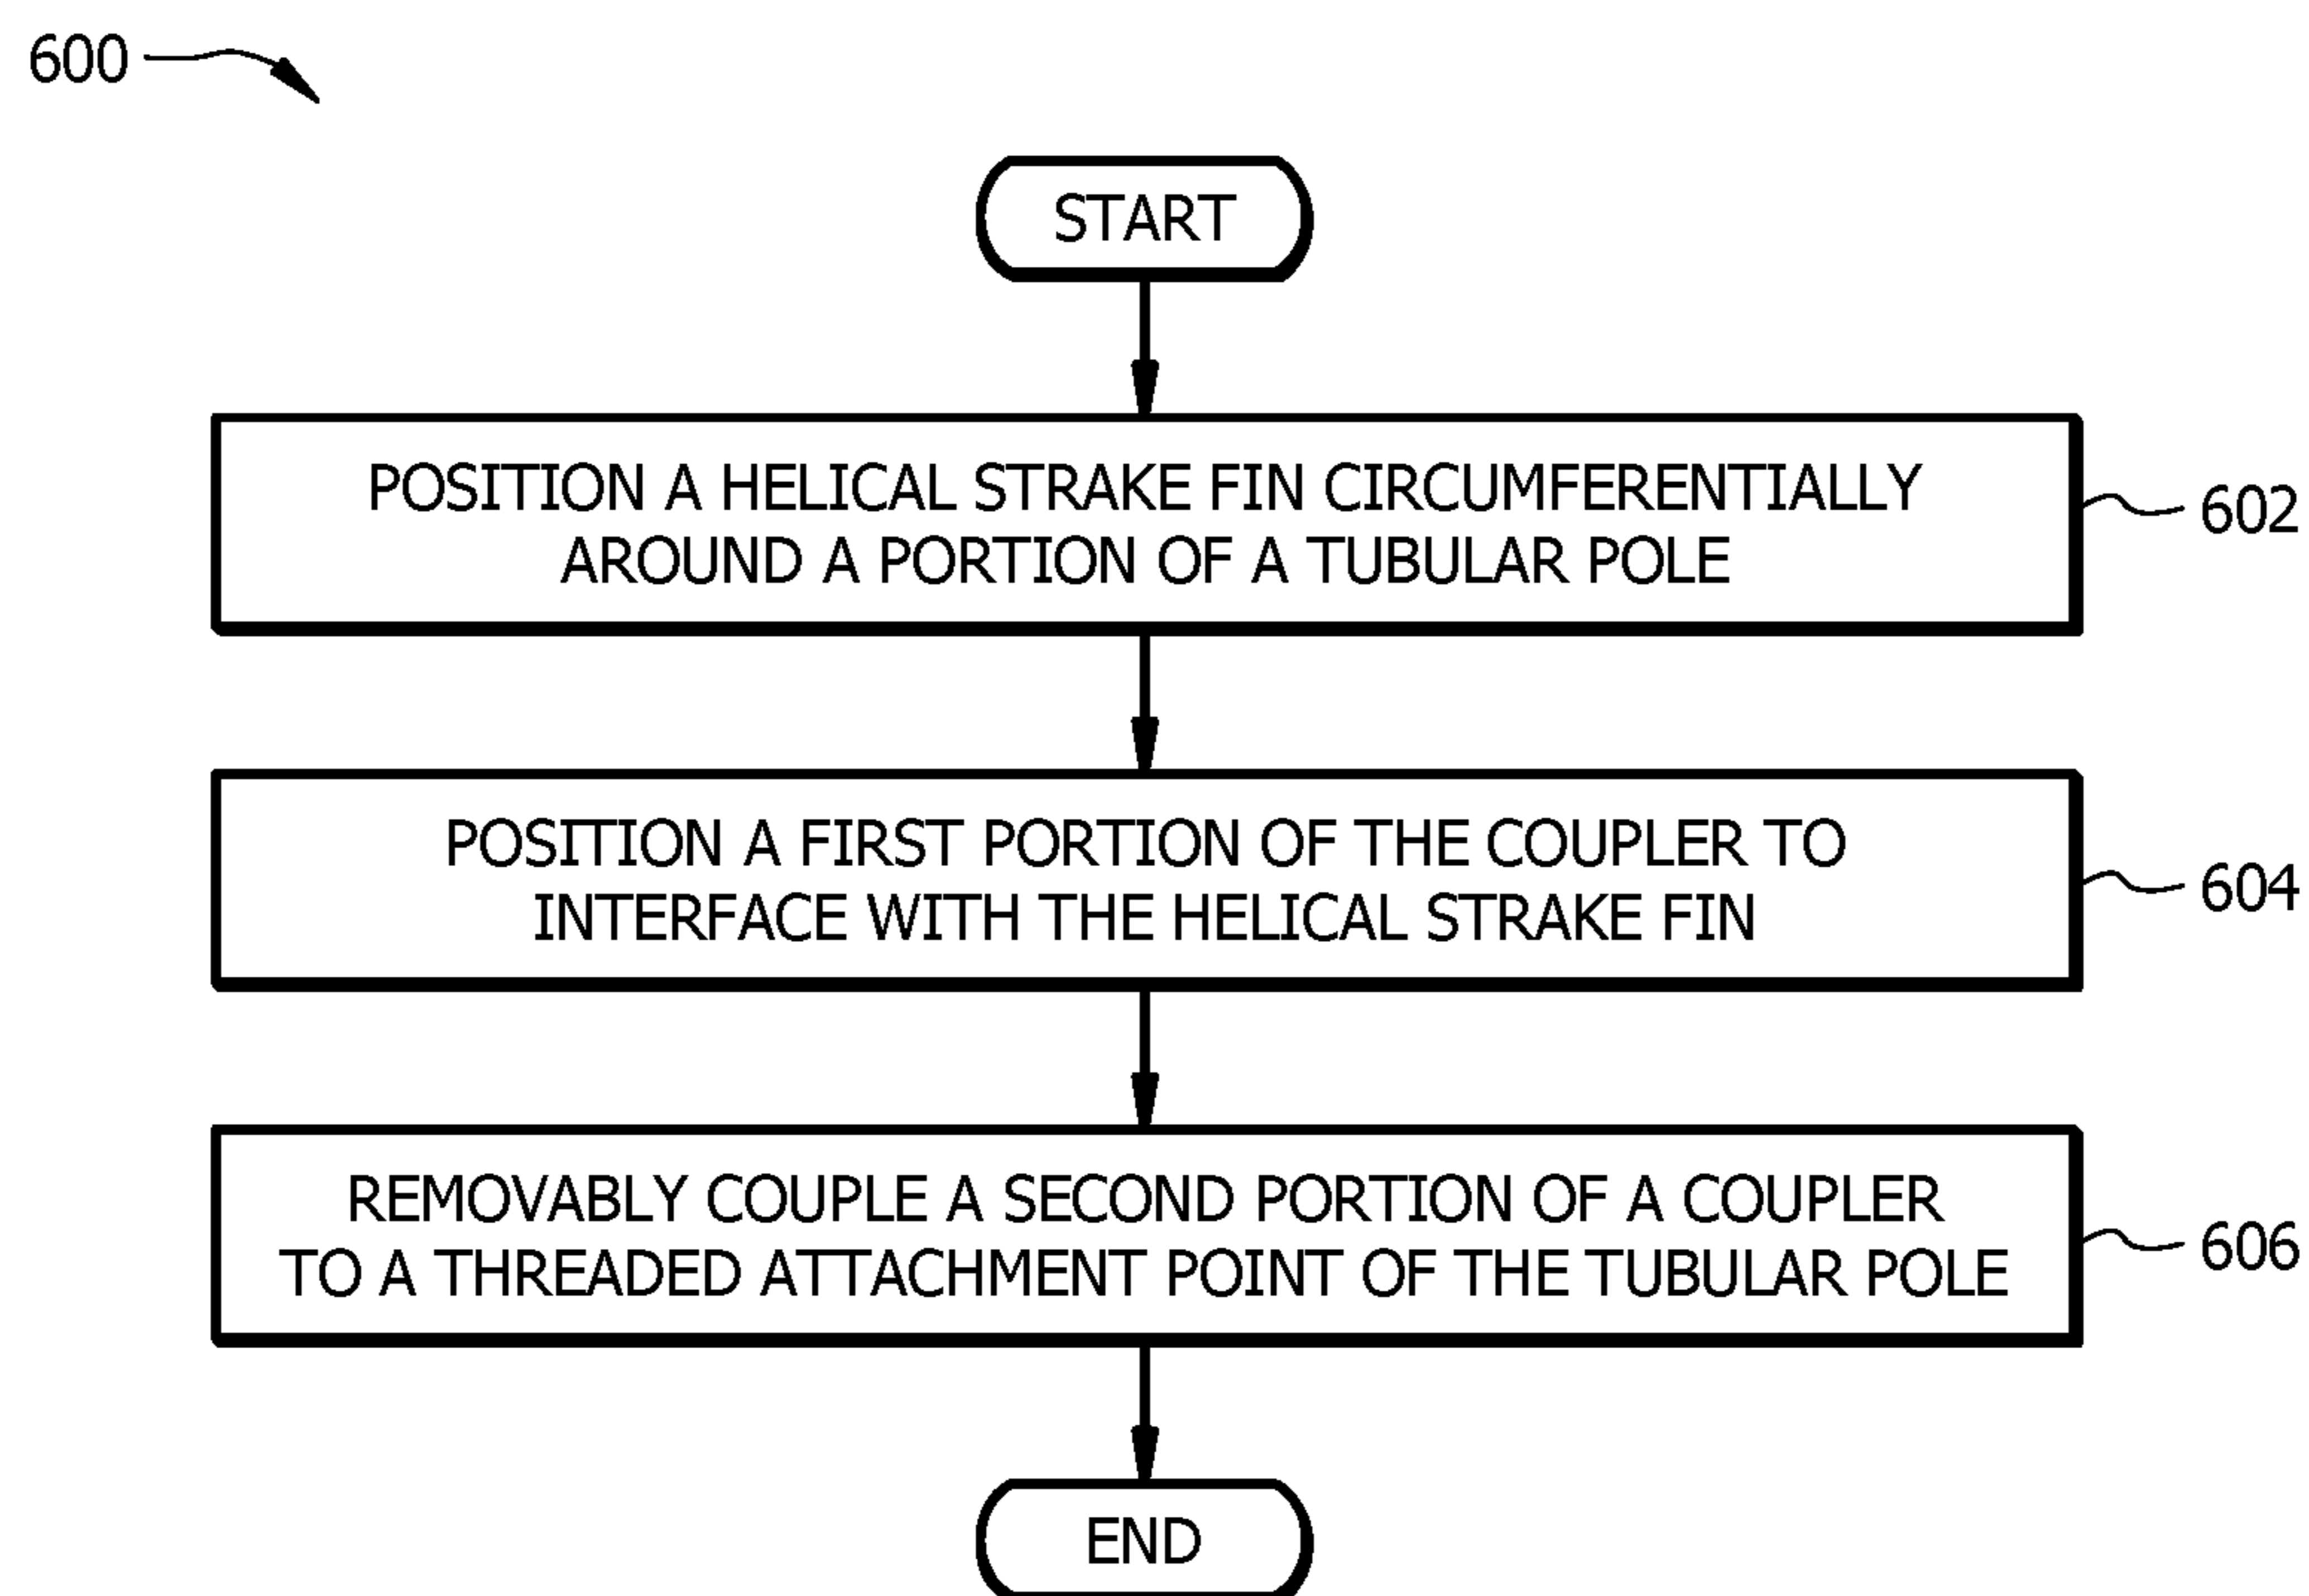 600
START
POSITION A HELICAL STRAKE FIN CIRCUMFERENTIALLY
AROUND A PORTION OF A TUBULAR POLE
602
POSITION A FIRST PORTION OF THE COUPLER TO
INTERFACE WITH THE HELICAL STRAKE FIN
604
REMOVABLY COUPLE A SECOND PORTION OF A COUPLER
TO A THREADED ATTACHMENT POINT OF THE TUBULAR POLE
606
END